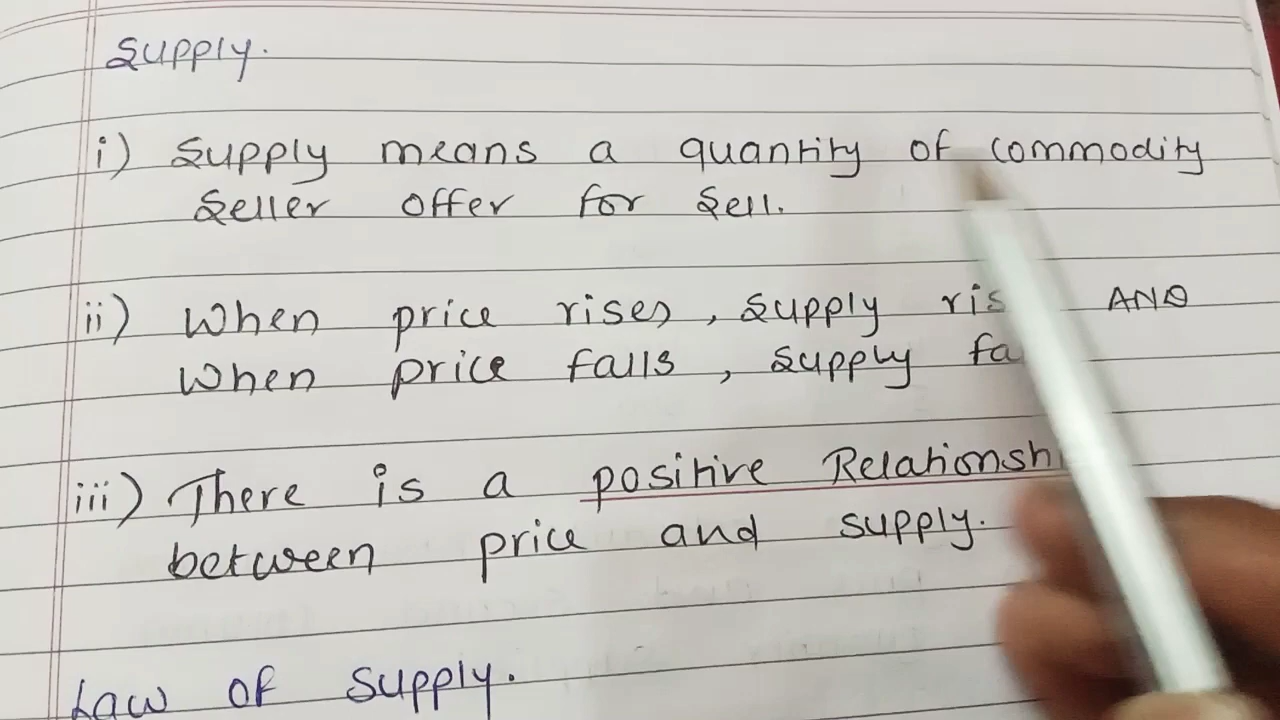 Supply.
i) Supply means a quantity of commodity
Seller offer for Sell.
ii) When price rises, Supply ris AND
When price falls, Supply fa
iii) There is a positive Relationsh
between price and supply.
Law of Supply.